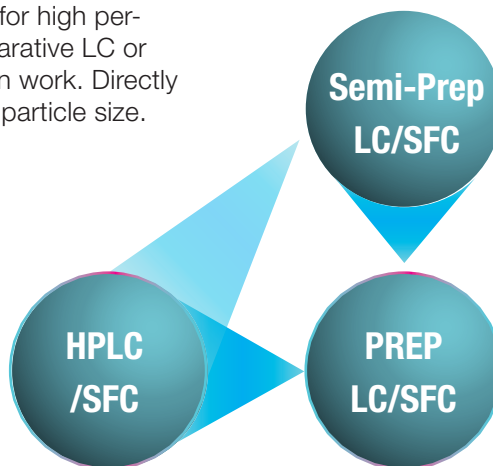 for high per-
arative LC or
n work. Directly
particle size.
Semi-Prep
LC/SFC
HPLC
/SFC
PREP
LC/SFC